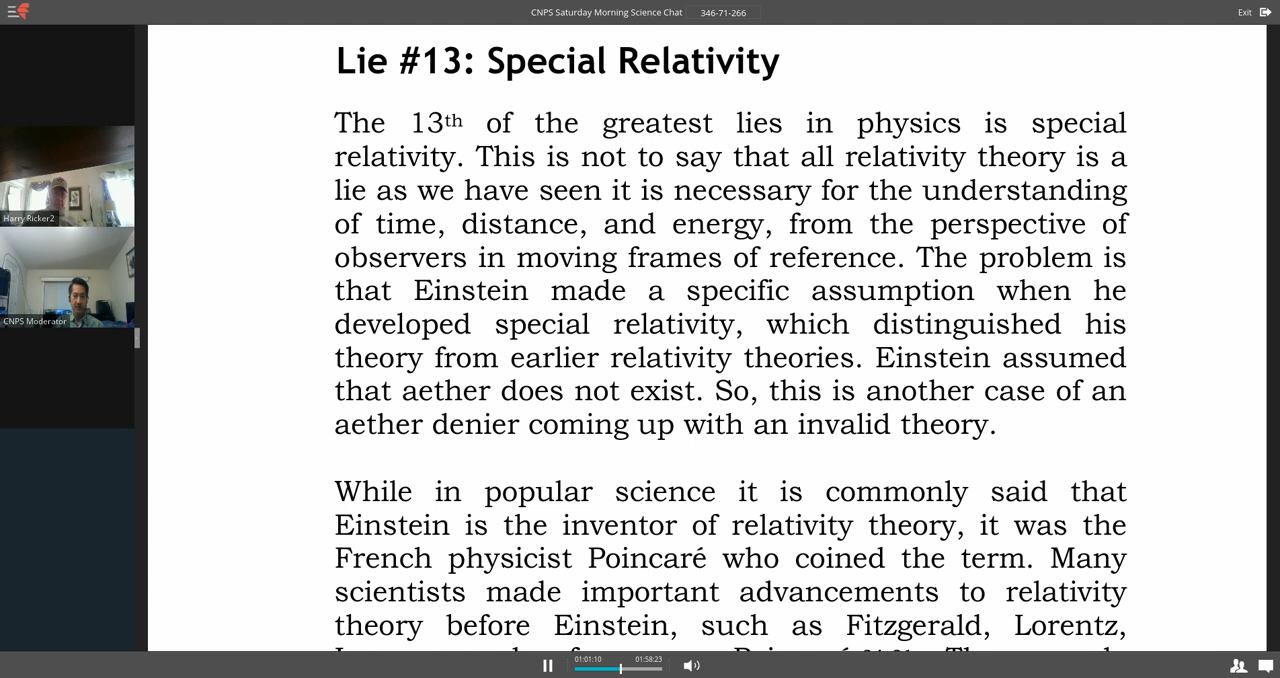 CNPS Saturday Morning Science Chat 346-71-266 Exit
Lie #13: Special Relativity
The 13th of the greatest lies in physics is special
relativity. This is not to say that all relativity theory is a
lie as we have seen it is necessary for the understanding
of time, distance, and energy, from the perspective of
observers in moving frames of reference. The problem is
that Einstein made a specific assumption when he
developed special relativity, which distinguished his
theory from earlier relativity theories. Einstein assumed
that aether does not exist. So, this is another case of an
aether denier coming up with an invalid theory.
While in popular science it is commonly said that
Einstein is the inventor of relativity theory, it was the
French physicist Poincaré who coined the term. Many
scientists made important advancements to relativity
theory before Einstein, such as Fitzgerald, Lorentz,
Harry Ricker2
CNPS Moderator
01:01:10 01:58:23